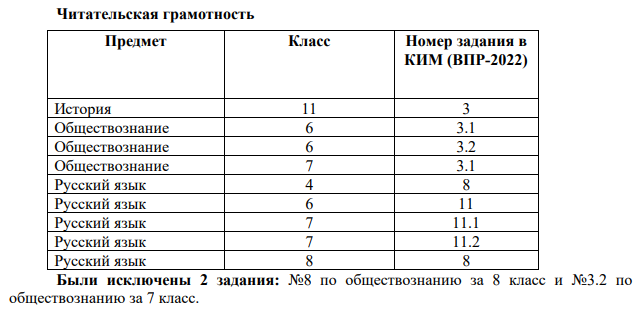 Читательская грамотность
Предмет Класс Номер задания в
КИМ (ВПР-2022)
История 11 3
Обществознание 6 3.1
Обществознание 6 3.2
Обществознание 7 3.1
Русский язык 4 8
Русский язык 6 11
Русский язык 7 11.1
Русский язык 7 11.2
Русский язык 8 8
Были исключены 2 задания: №8 по обществознанию за 8 класс и №3.2 по
обществознанию за 7 класс.